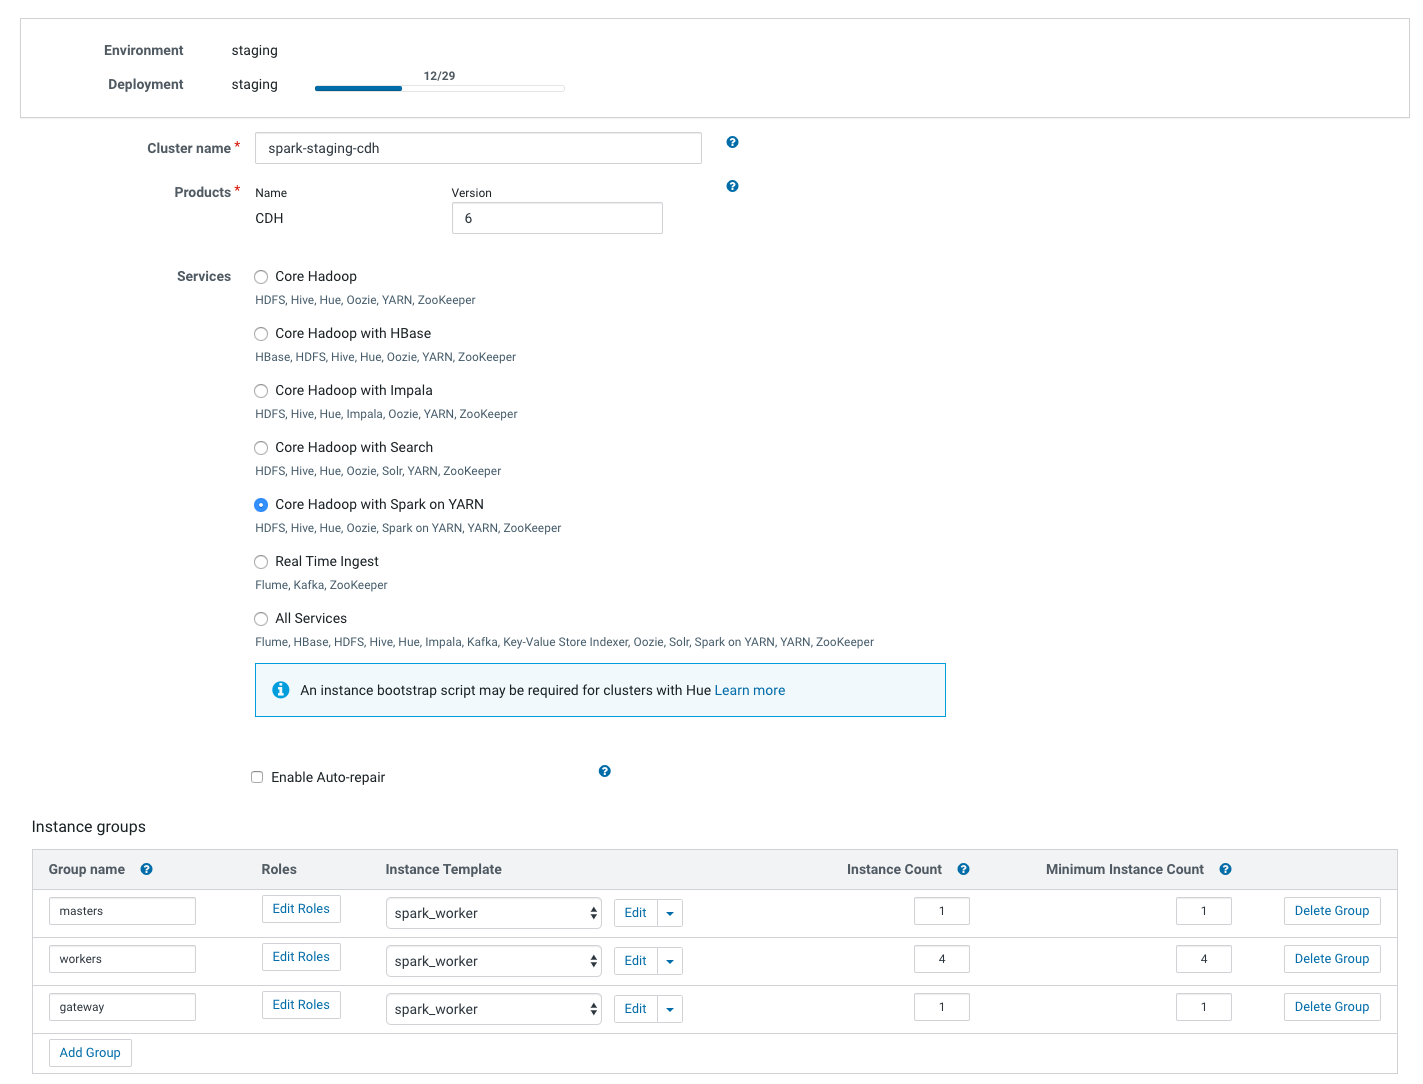 Environment staging
Deployment staging 12/29
Cluster name * spark-staging-cdh
Products * Name Version
CDH 6
Services Core Hadoop
HDFS, Hive, Hue, Oozie, YARN, ZooKeeper
Core Hadoop with HBase
HBase, HDFS, Hive, Hue, Oozie, YARN, ZooKeeper
Core Hadoop with Impala
HDFS, Hive, Hue, Impala, Oozie, YARN, ZooKeeper
Core Hadoop with Search
HDFS, Hive, Hue, Oozie, Solr, YARN, ZooKeeper
Core Hadoop with Spark on YARN
HDFS, Hive, Hue, Oozie, Spark on YARN, YARN, ZooKeeper
Real Time Ingest
Flume, Kafka, ZooKeeper
All Services
Flume, HBase, HDFS, Hive, Hue, Impala, Kafka, Key-Value Store Indexer, Oozie, Solr, Spark on YARN, YARN, ZooKeeper
An instance bootstrap script may be required for clusters with Hue Learn more
Enable Auto-repair
Instance groups
Group name Roles Instance Template Instance Count Minimum Instance Count
masters Edit Roles spark_worker Edit 1 1 Delete Group
workers Edit Roles spark_worker Edit 4 4 Delete Group
gateway Edit Roles spark_worker Edit 1 1 Delete Group
Add Group